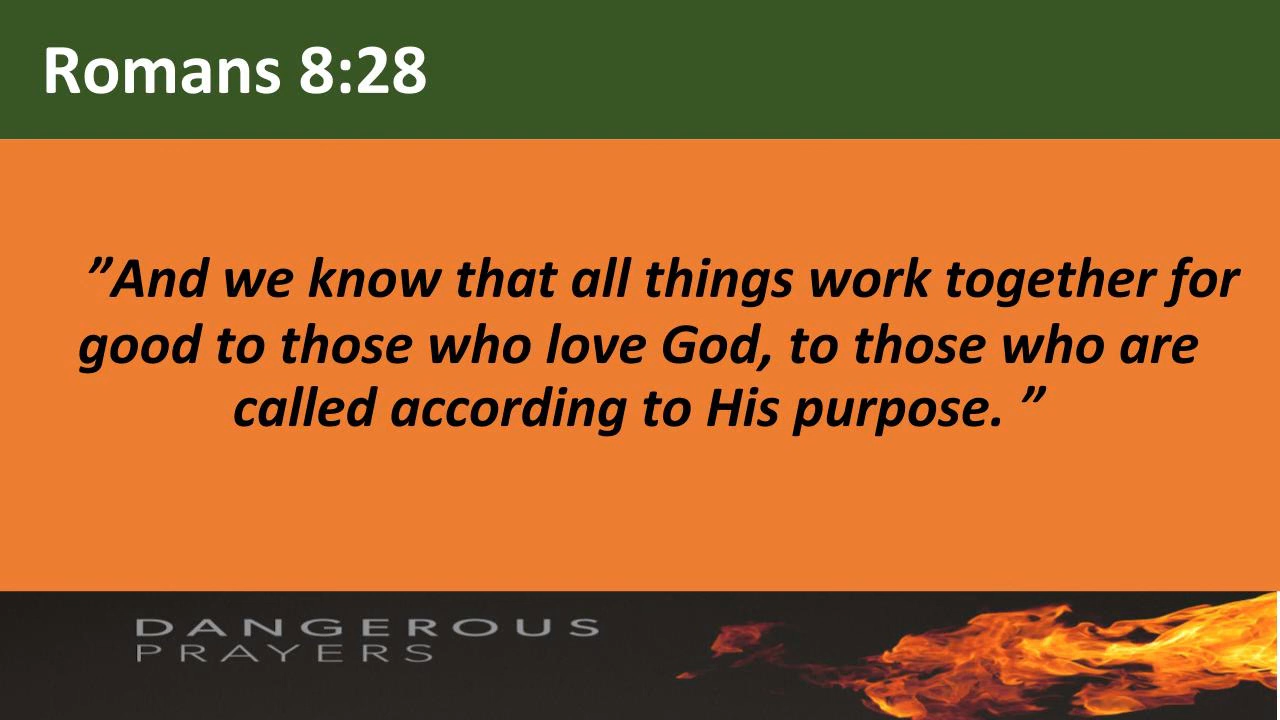 Romans 8:28
”And we know that all things work together for
good to those who love God, to those who are
called according to His purpose. ”
DANGEROUS
PRAYERS